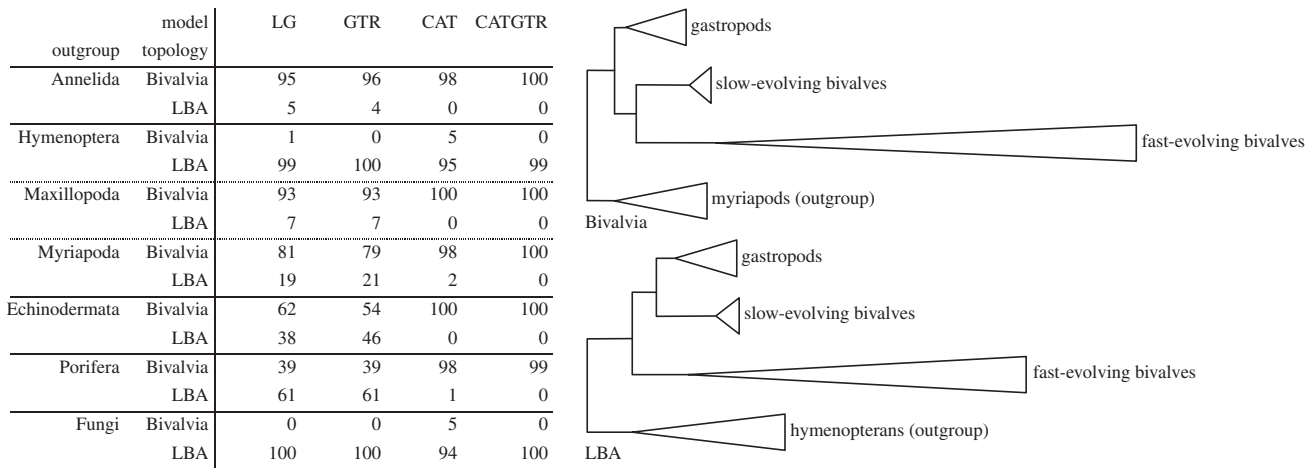 model LG GTR CAT CATGTR
outgroup topology
Annelida Bivalvia 95 96 98 100
LBA 5 4 0 0
Hymenoptera Bivalvia 1 0 5 0
LBA 99 100 95 99
Maxillopoda Bivalvia 93 93 100 100
LBA 7 7 0 0
Myriapoda Bivalvia 81 79 98 100
LBA 19 21 2 0
Echinodermata Bivalvia 62 54 100 100
LBA 38 46 0 0
Porifera Bivalvia 39 39 98 99
LBA 61 61 1 0
Fungi Bivalvia 0 0 5 0
LBA 100 100 94 100
gastropods
slow-evolving bivalves
fast-evolving bivalves
myriapods (outgroup)
Bivalvia
gastropods
slow-evolving bivalves
fast-evolving bivalves
hymenopterans (outgroup)
LBA